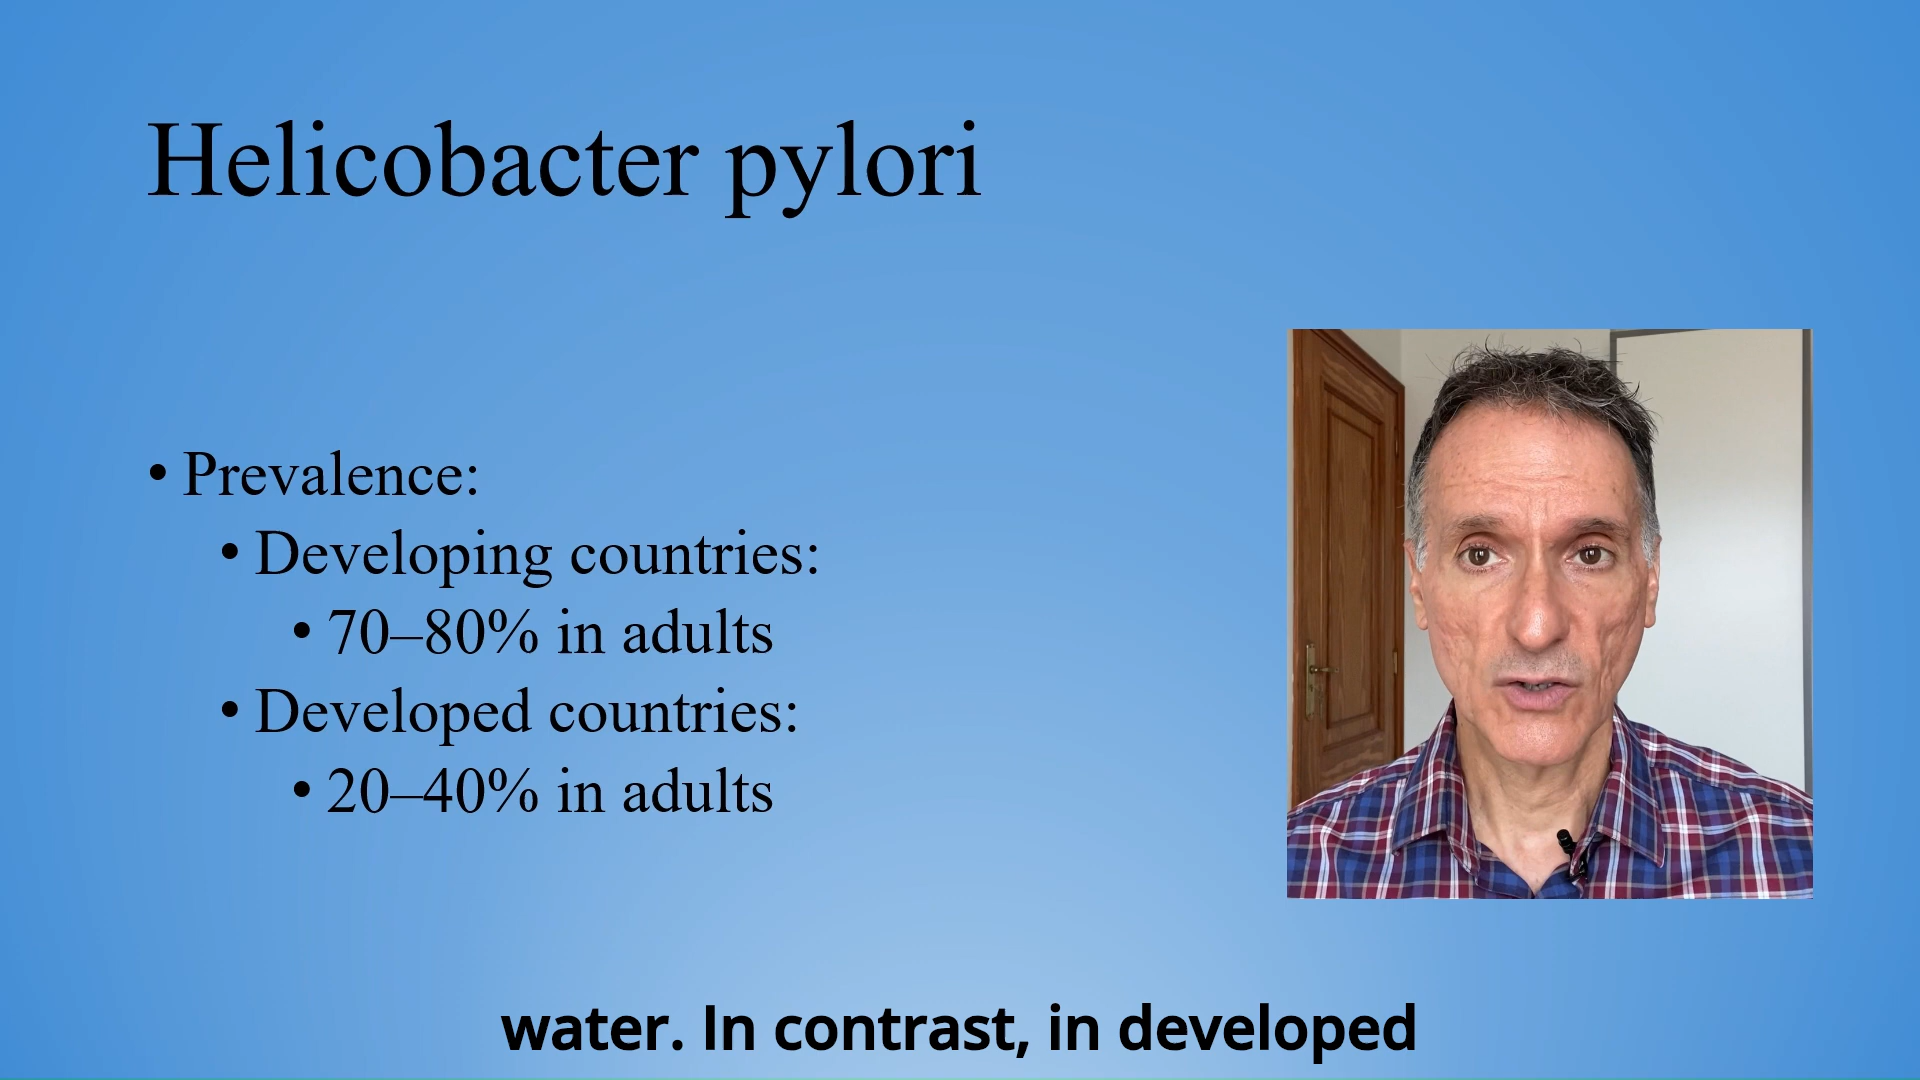 Helicobacter pylori
• Prevalence:
• Developing countries:
• 70–80% in adults
• Developed countries:
• 20–40% in adults
water. In contrast, in developed